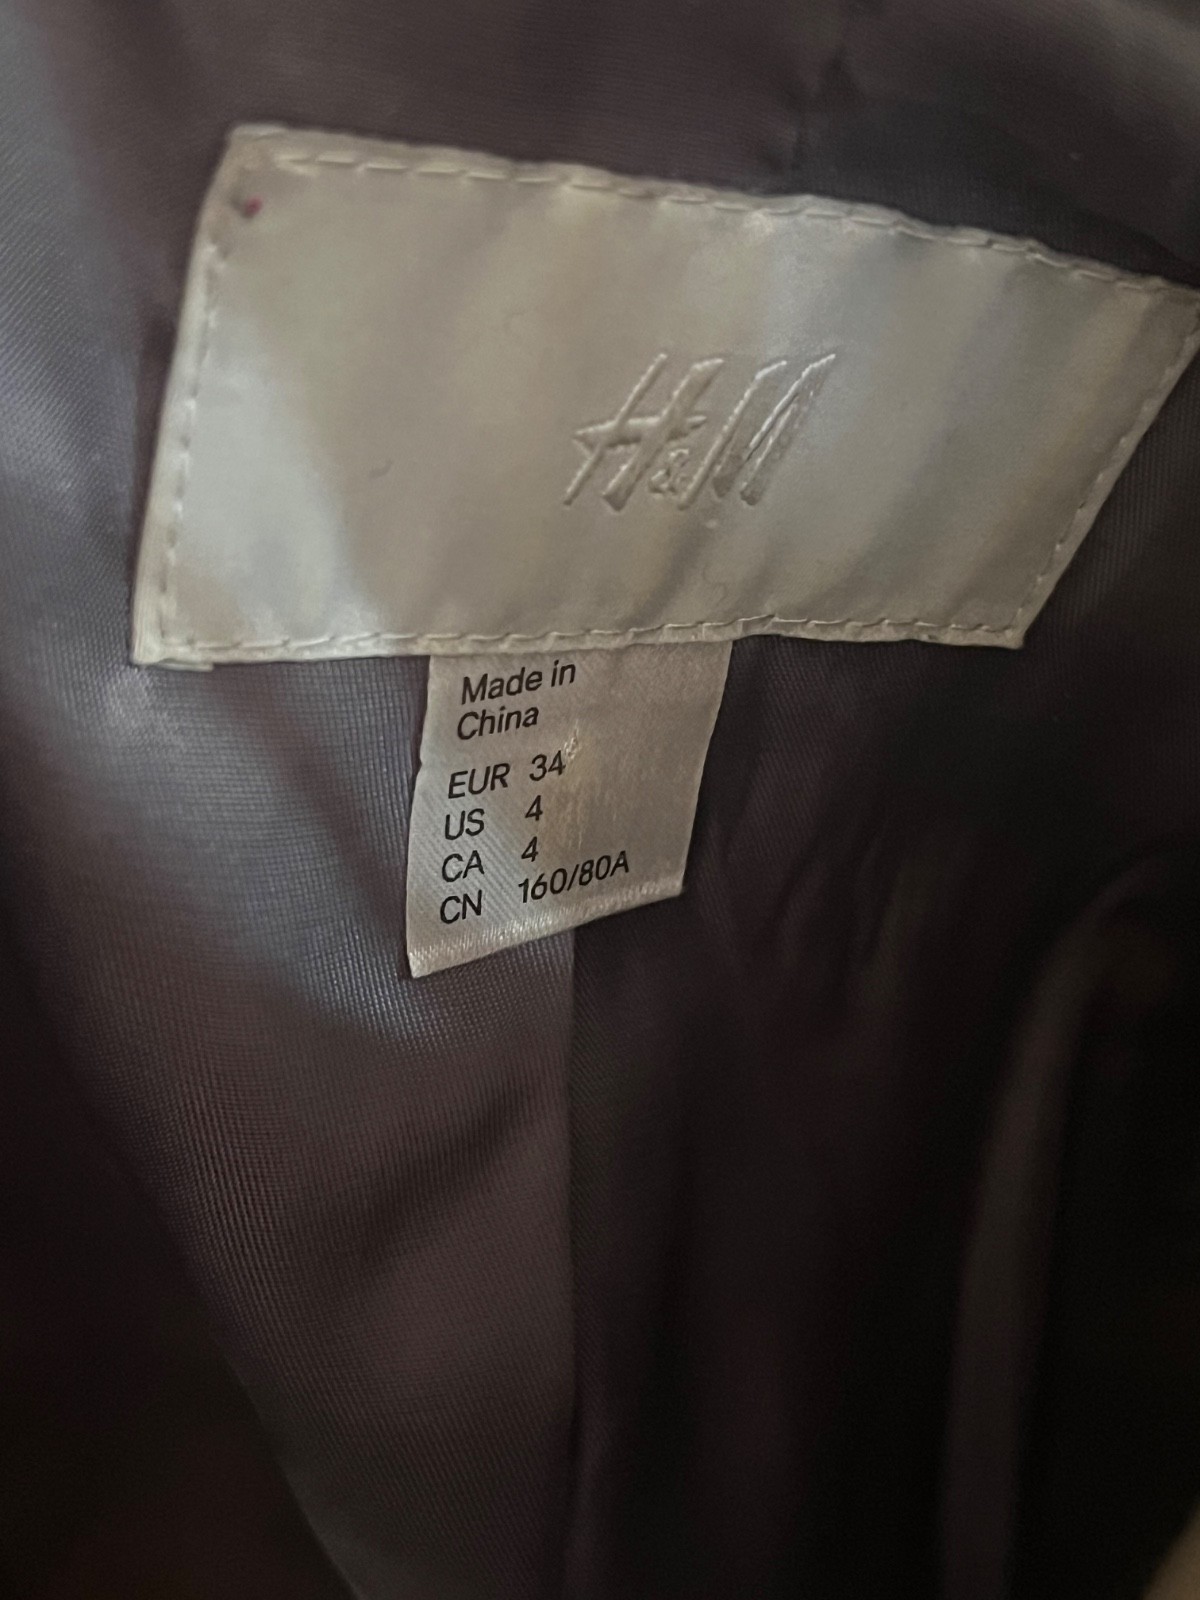 H&M
Made in
China
EUR 34
US 4
CA 4
CN 160/80A